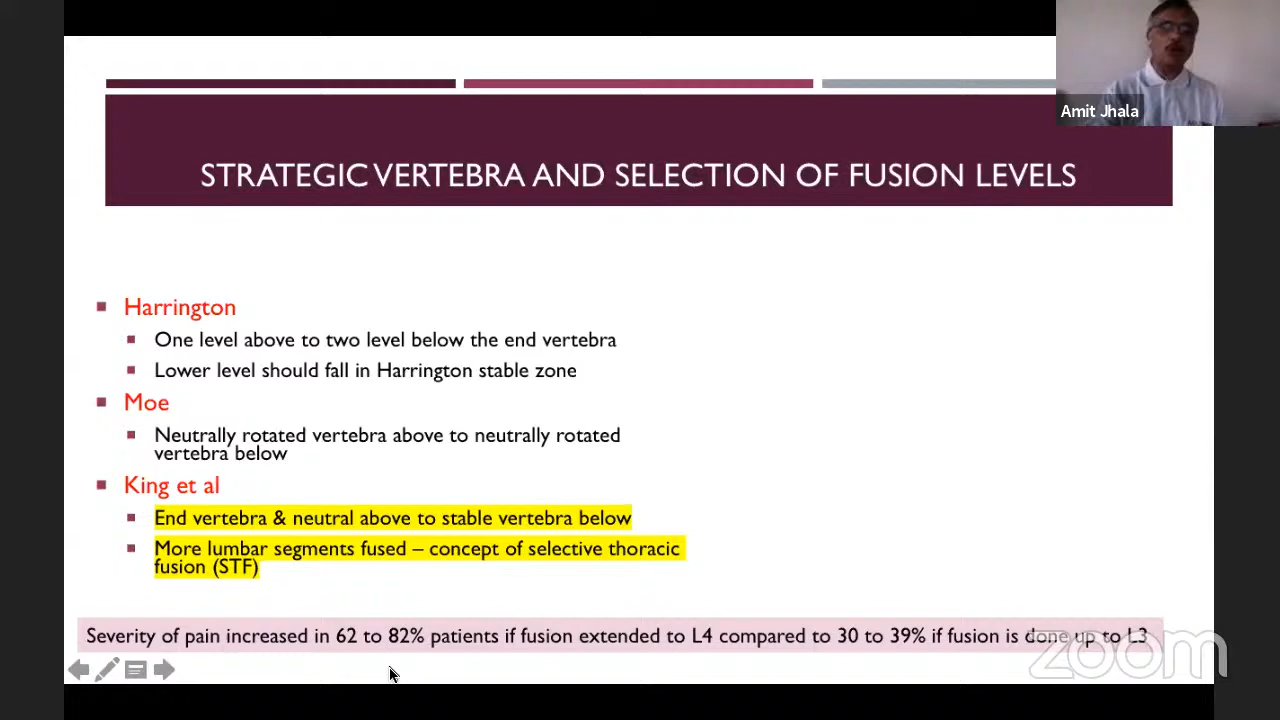 Amit Jhala
STRATEGIC VERTEBRA AND SELECTION OF FUSION LEVELS
Harrington
One level above to two level below the end vertebra
Lower level should fall in Harrington stable zone
Moe
Neutrally rotated vertebra above to neutrally rotated
vertebra below
King et al
End vertebra & neutral above to stable vertebra below
More lumbar segments fused – concept of selective thoracic
fusion (STF)
Severity of pain increased in 62 to 82% patients if fusion extended to L4 compared to 30 to 39% if fusion is done up to L3
zoom